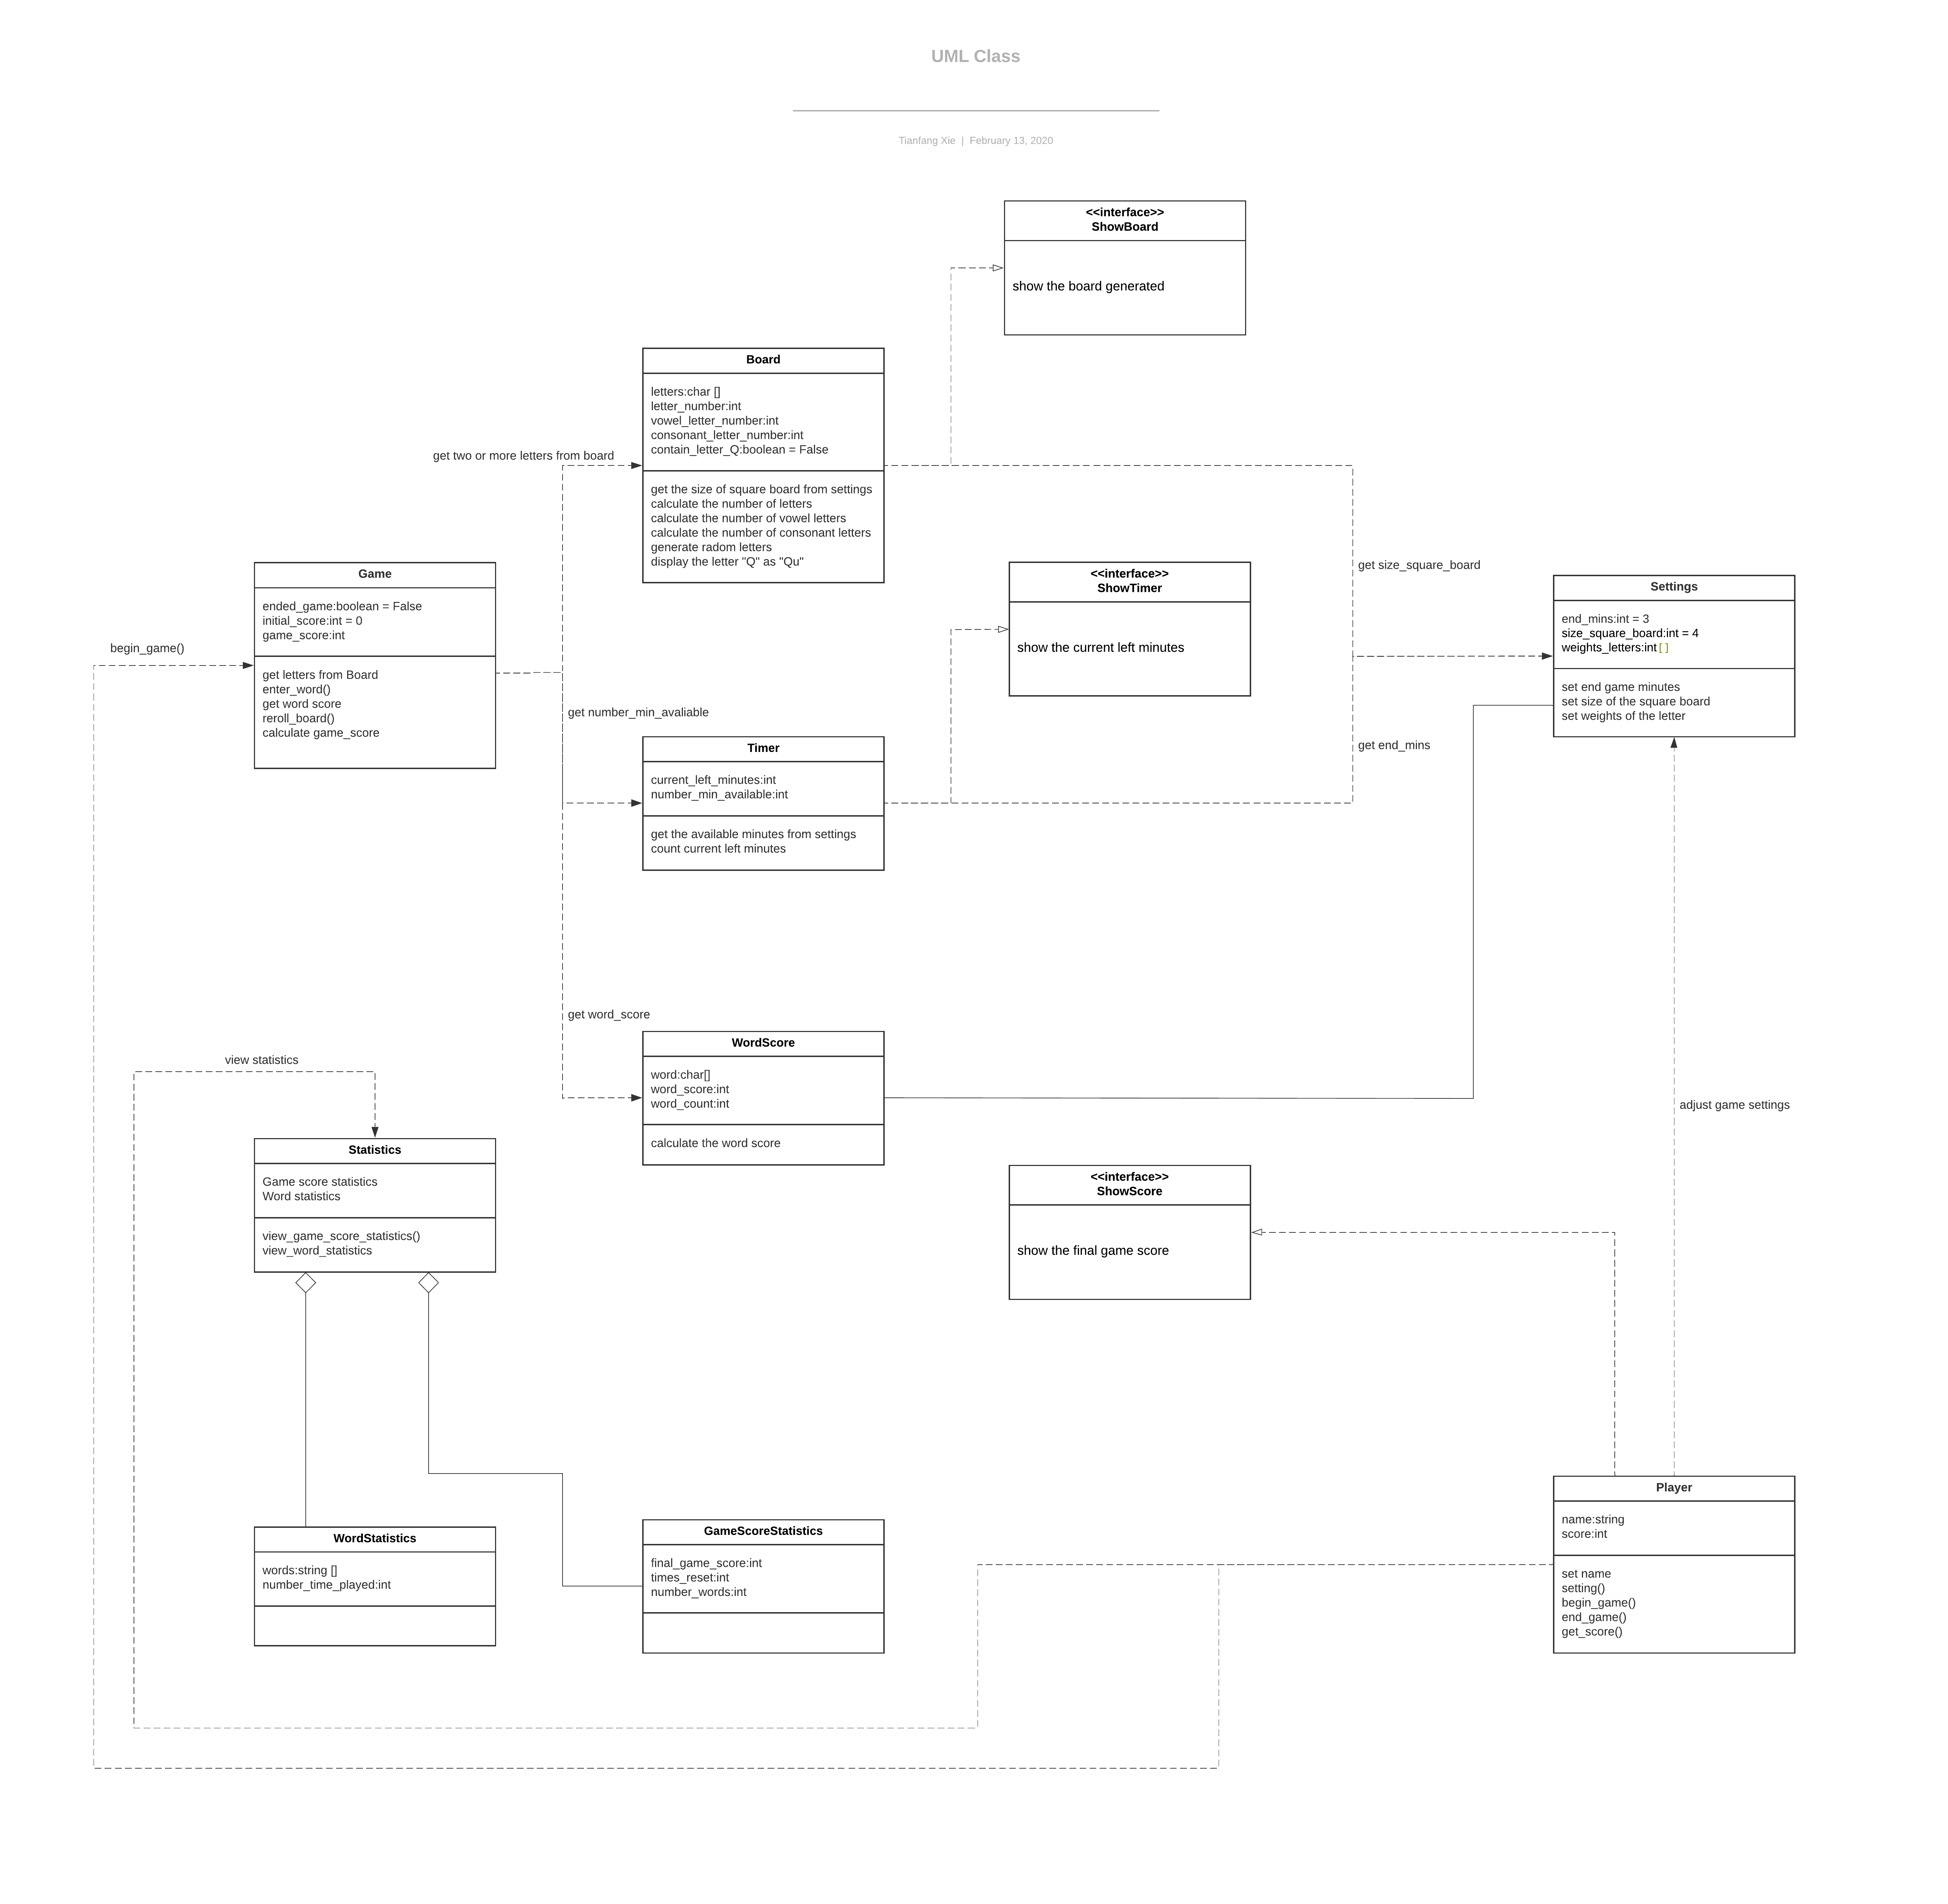 UML Class
Tianfang Xie | February 13, 2020
<<interface>>
ShowBoard
show the board generated
Board
letters:char []
letter_number:int
vowel_letter_number:int
consonant_letter_number:int
contain_letter_Q:boolean = False
get the size of square board from settings
calculate the number of letters
calculate the number of vowel letters
calculate the number of consonant letters
generate radom letters
display the letter "Q" as "Qu"
get two or more letters from board
Game
ended_game:boolean = False
initial_score:int = 0
game_score:int
get letters from Board
enter_word()
get word score
reroll_board()
calculate game_score
begin_game()
<<interface>>
ShowTimer
show the current left minutes
get size_square_board
Settings
end_mins:int = 3
size_square_board:int = 4
weights_letters:int[]
set end game minutes
set size of the square board
set weights of the letter
get number_min_avaliable
get end_mins
Timer
current_left_minutes:int
number_min_available:int
get the available minutes from settings
count current left minutes
get word_score
WordScore
word:char[]
word_score:int
word_count:int
calculate the word score
view statistics
adjust game settings
Statistics
Game score statistics
Word statistics
view_game_score_statistics()
view_word_statistics
<<interface>>
ShowScore
show the final game score
WordStatistics
words:string []
number_time_played:int
GameScoreStatistics
final_game_score:int
times_reset:int
number_words:int
Player
name:string
score:int
set name
setting()
begin_game()
end_game()
get_score()